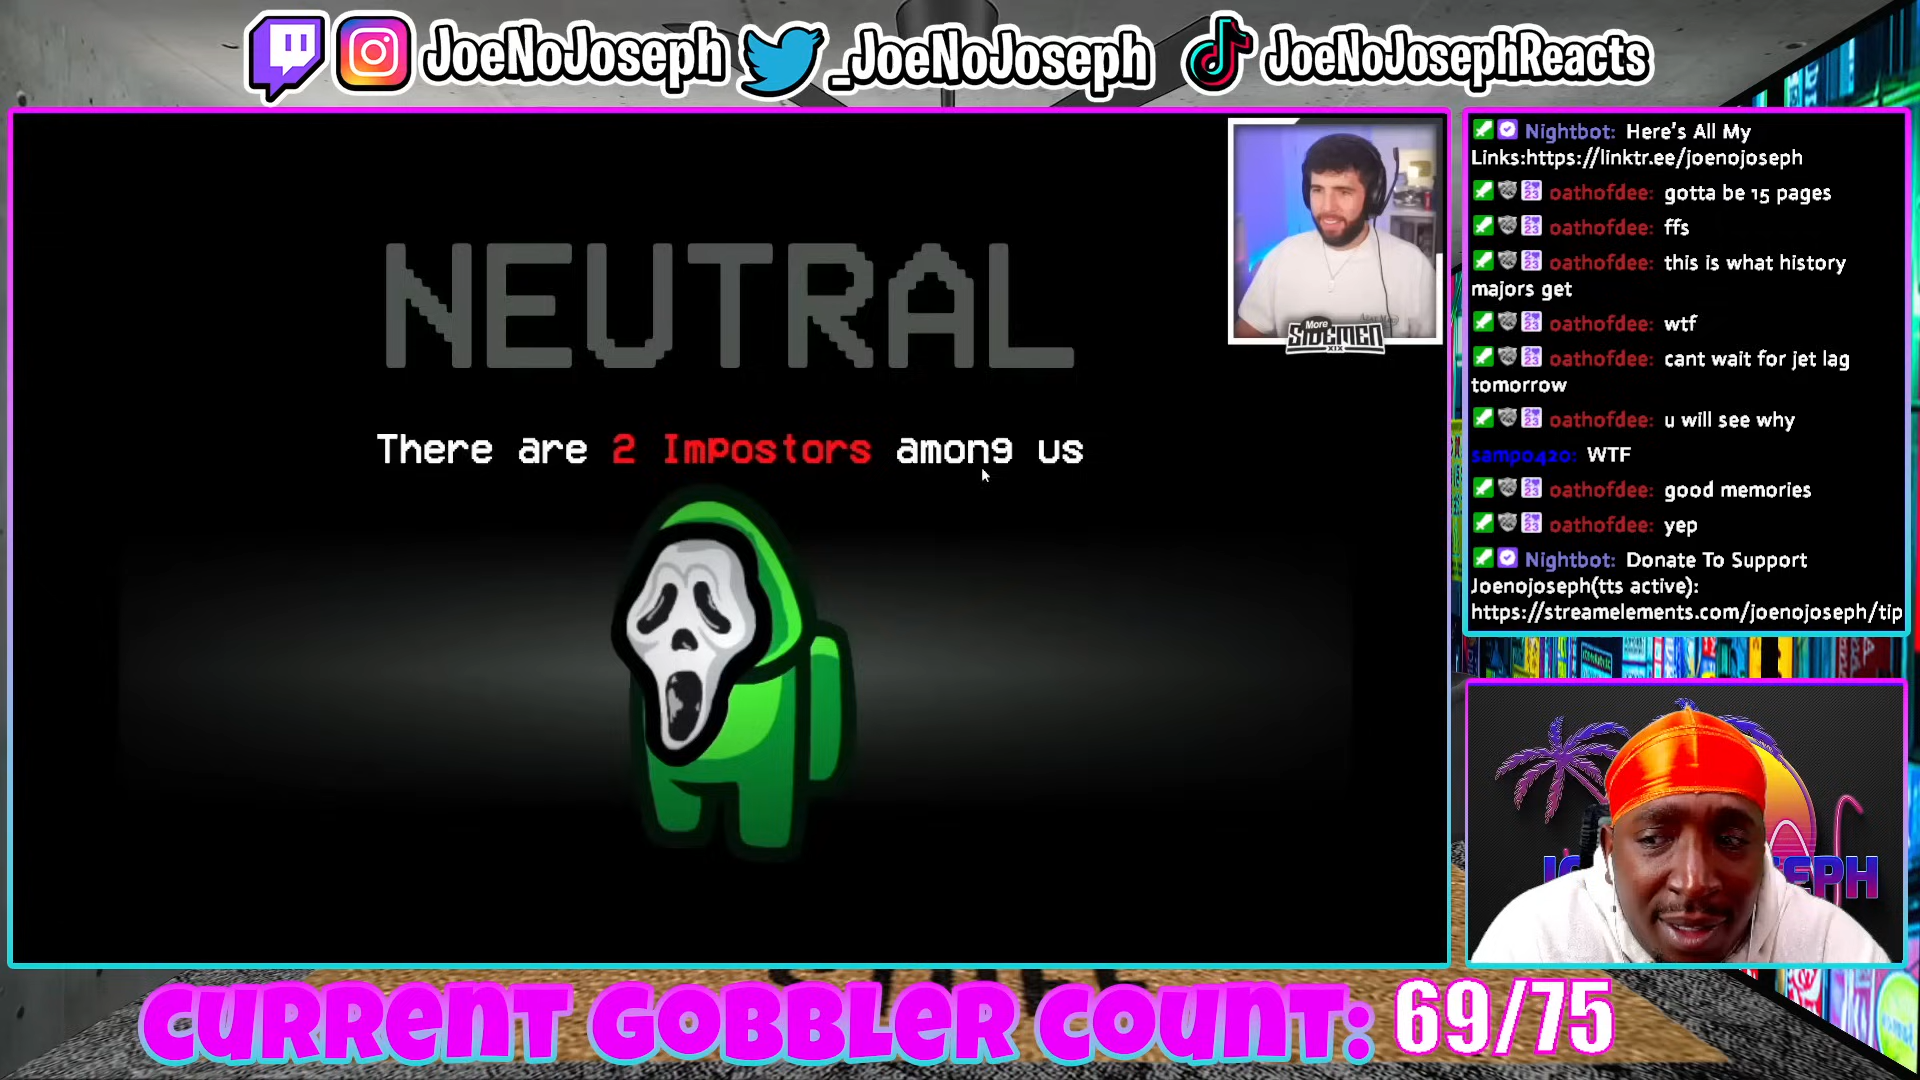 JoeNoJoseph _JoeNoJoseph JoeNoJosephReacts
NEUTRAL
There are 2 Impostors among us
More
SIDEMEN
XIX
Nightbot: Here's All My
Links:https://linktr.ee/joenojoseph
oathofdee: gotta be 15 pages
oathofdee: ffs
oathofdee: this is what history
majors get
oathofdee: wtf
oathofdee: cant wait for jet lag
tomorrow
oathofdee: u will see why
sampo420: WTF
oathofdee: good memories
oathofdee: yep
Nightbot: Donate To Support
Joenojoseph(tts active):
https://streamelements.com/joenojoseph/tip
CURRENT GOBBLER COUNT: 69/75